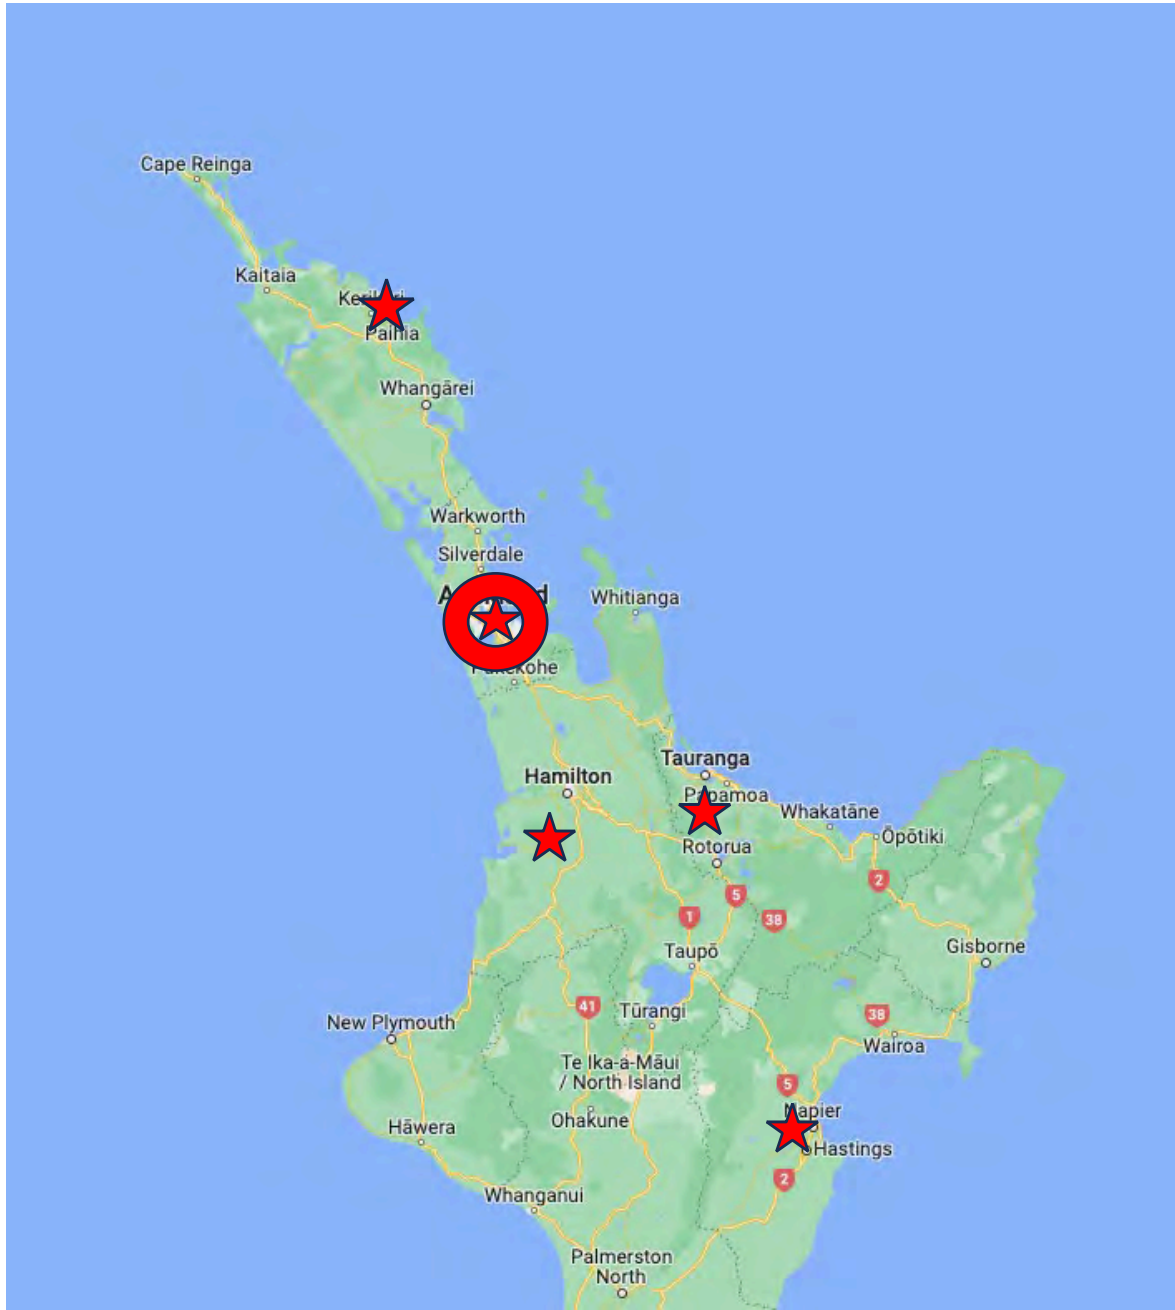 Cape Reinga
Kaitaia
Paihia
Whangārei
Warkworth
Silverdale
Whitianga
Tauranga
Hamilton
Papamoa
Whakatāne
Ōpōtiki
Rotorua
2
5
1
38
Gisborne
Taupō
41
Tūrangi
38
New Plymouth
Wairoa
Te Ika-a-Māui
/ North Island
5
Napier
Ohakune
Hāwera
Hastings
2
Whanganui
Palmerston
North